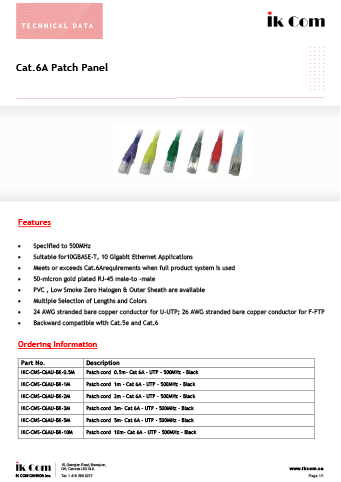 TECHNICAL DATA
ik Com
Cat.6A Patch Panel
Features
• Specified to 500MHz
• Suitable for10GBASE-T, 10 Gigabit Ethernet Applications
• Meets or exceeds Cat.6Arequirements when full product system is used
• 50-micron gold plated RJ-45 male-to -male
• PVC , Low Smoke Zero Halogen & Outer Sheath are available
• Multiple Selection of Lengths and Colors
• 24 AWG stranded bare copper conductor for U-UTP; 26 AWG stranded bare copper conductor for F-FTP
• Backward compatible with Cat.5e and Cat.6
Ordering Information
Part No. Description
IKC-CMS-C6AU-BK-0.5M Patch cord 0.5m- Cat 6A - UTP - 500MHz - Black
IKC-CMS-C6AU-BK-1M Patch cord 1m - Cat 6A - UTP - 500MHz - Black
IKC-CMS-C6AU-BK-2M Patch cord 2m - Cat 6A - UTP - 500MHz - Black
IKC-CMS-C6AU-BK-3M Patch cord 3m- Cat 6A - UTP - 500MHz - Black
IKC-CMS-C6AU-BK-5M Patch cord 5m- Cat 6A - UTP - 500MHz - Black
IKC-CMS-C6AU-BK-10M Patch cord 10m- Cat 6A - UTP - 500MHz - Black
ik Com
IK COM CANADA Inc.
Road, Brampton,
ON, Canada
www.ikcom.co
Page 1/1